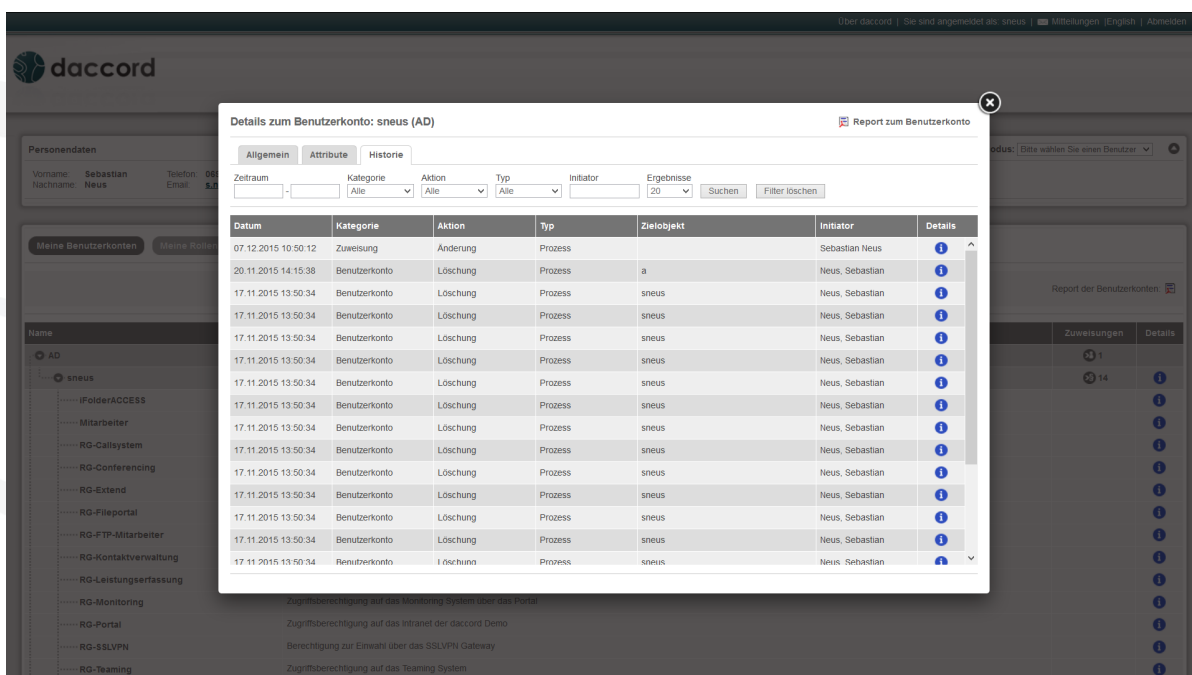 Über daccord | Sie sind angemeldet als: sneus | Mitteilungen |English | Abmelden
daccord
Details zum Benutzerkonto: sneus (AD)
Report zum Benutzerkonto
Personendaten
odus: Bitte wählen Sie einen Benutzer
Allgemein Attribute Historie
Vorname: Sebastian Telefon:
Nachname: Neus Email:
Zeitraum Kategorie Aktion Typ Initiator Ergebnisse
- Alle Alle Alle 20 Suchen Filter löschen
Datum Kategorie Aktion Typ Zielobjekt Initiator Details
Meine Benutzerkonten Meine Rollen
07.12.2015 10:50:12 Zuweisung Änderung Prozess Sebastian Neus
20.11.2015 14:15:38 Benutzerkonto Löschung Prozess a Neus, Sebastian
17.11.2015 13:50:34 Benutzerkonto Löschung Prozess sneus Neus, Sebastian
Report der Benutzerkonten:
17.11.2015 13:50:34 Benutzerkonto Löschung Prozess sneus Neus, Sebastian
17.11.2015 13:50:34 Benutzerkonto Löschung Prozess sneus Neus, Sebastian
Name Zuweisungen Details
17.11.2015 13:50:34 Benutzerkonto Löschung Prozess sneus Neus, Sebastian
AD 1
17.11.2015 13:50:34 Benutzerkonto Löschung Prozess sneus Neus, Sebastian
sneus 14
17.11.2015 13:50:34 Benutzerkonto Löschung Prozess sneus Neus, Sebastian
iFolderACCESS
17.11.2015 13:50:34 Benutzerkonto Löschung Prozess sneus Neus, Sebastian
Mitarbeiter
17.11.2015 13:50:34 Benutzerkonto Löschung Prozess sneus Neus, Sebastian
RG-Callsystem
17.11.2015 13:50:34 Benutzerkonto Löschung Prozess sneus Neus, Sebastian
RG-Conferencing
17.11.2015 13:50:34 Benutzerkonto Löschung Prozess sneus Neus, Sebastian
RG-Extend
17.11.2015 13:50:34 Benutzerkonto Löschung Prozess sneus Neus, Sebastian
RG-Fileportal
17.11.2015 13:50:34 Benutzerkonto Löschung Prozess sneus Neus, Sebastian
RG-FTP-Mitarbeiter
17.11.2015 13:50:34 Benutzerkonto Löschung Prozess sneus Neus, Sebastian
RG-Kontaktverwaltung
RG-Leistungserfassung
RG-Monitoring Zugriffsberechtigung auf das Monitoring System über das Portal
RG-Portal Zugriffsberechtigung auf das Intranet der daccord Demo
RG-SSLVPN Berechtigung zur Einwahl über das SSLVPN Gateway
RG-Teaming Zugriffsberechtigung auf das Teaming System